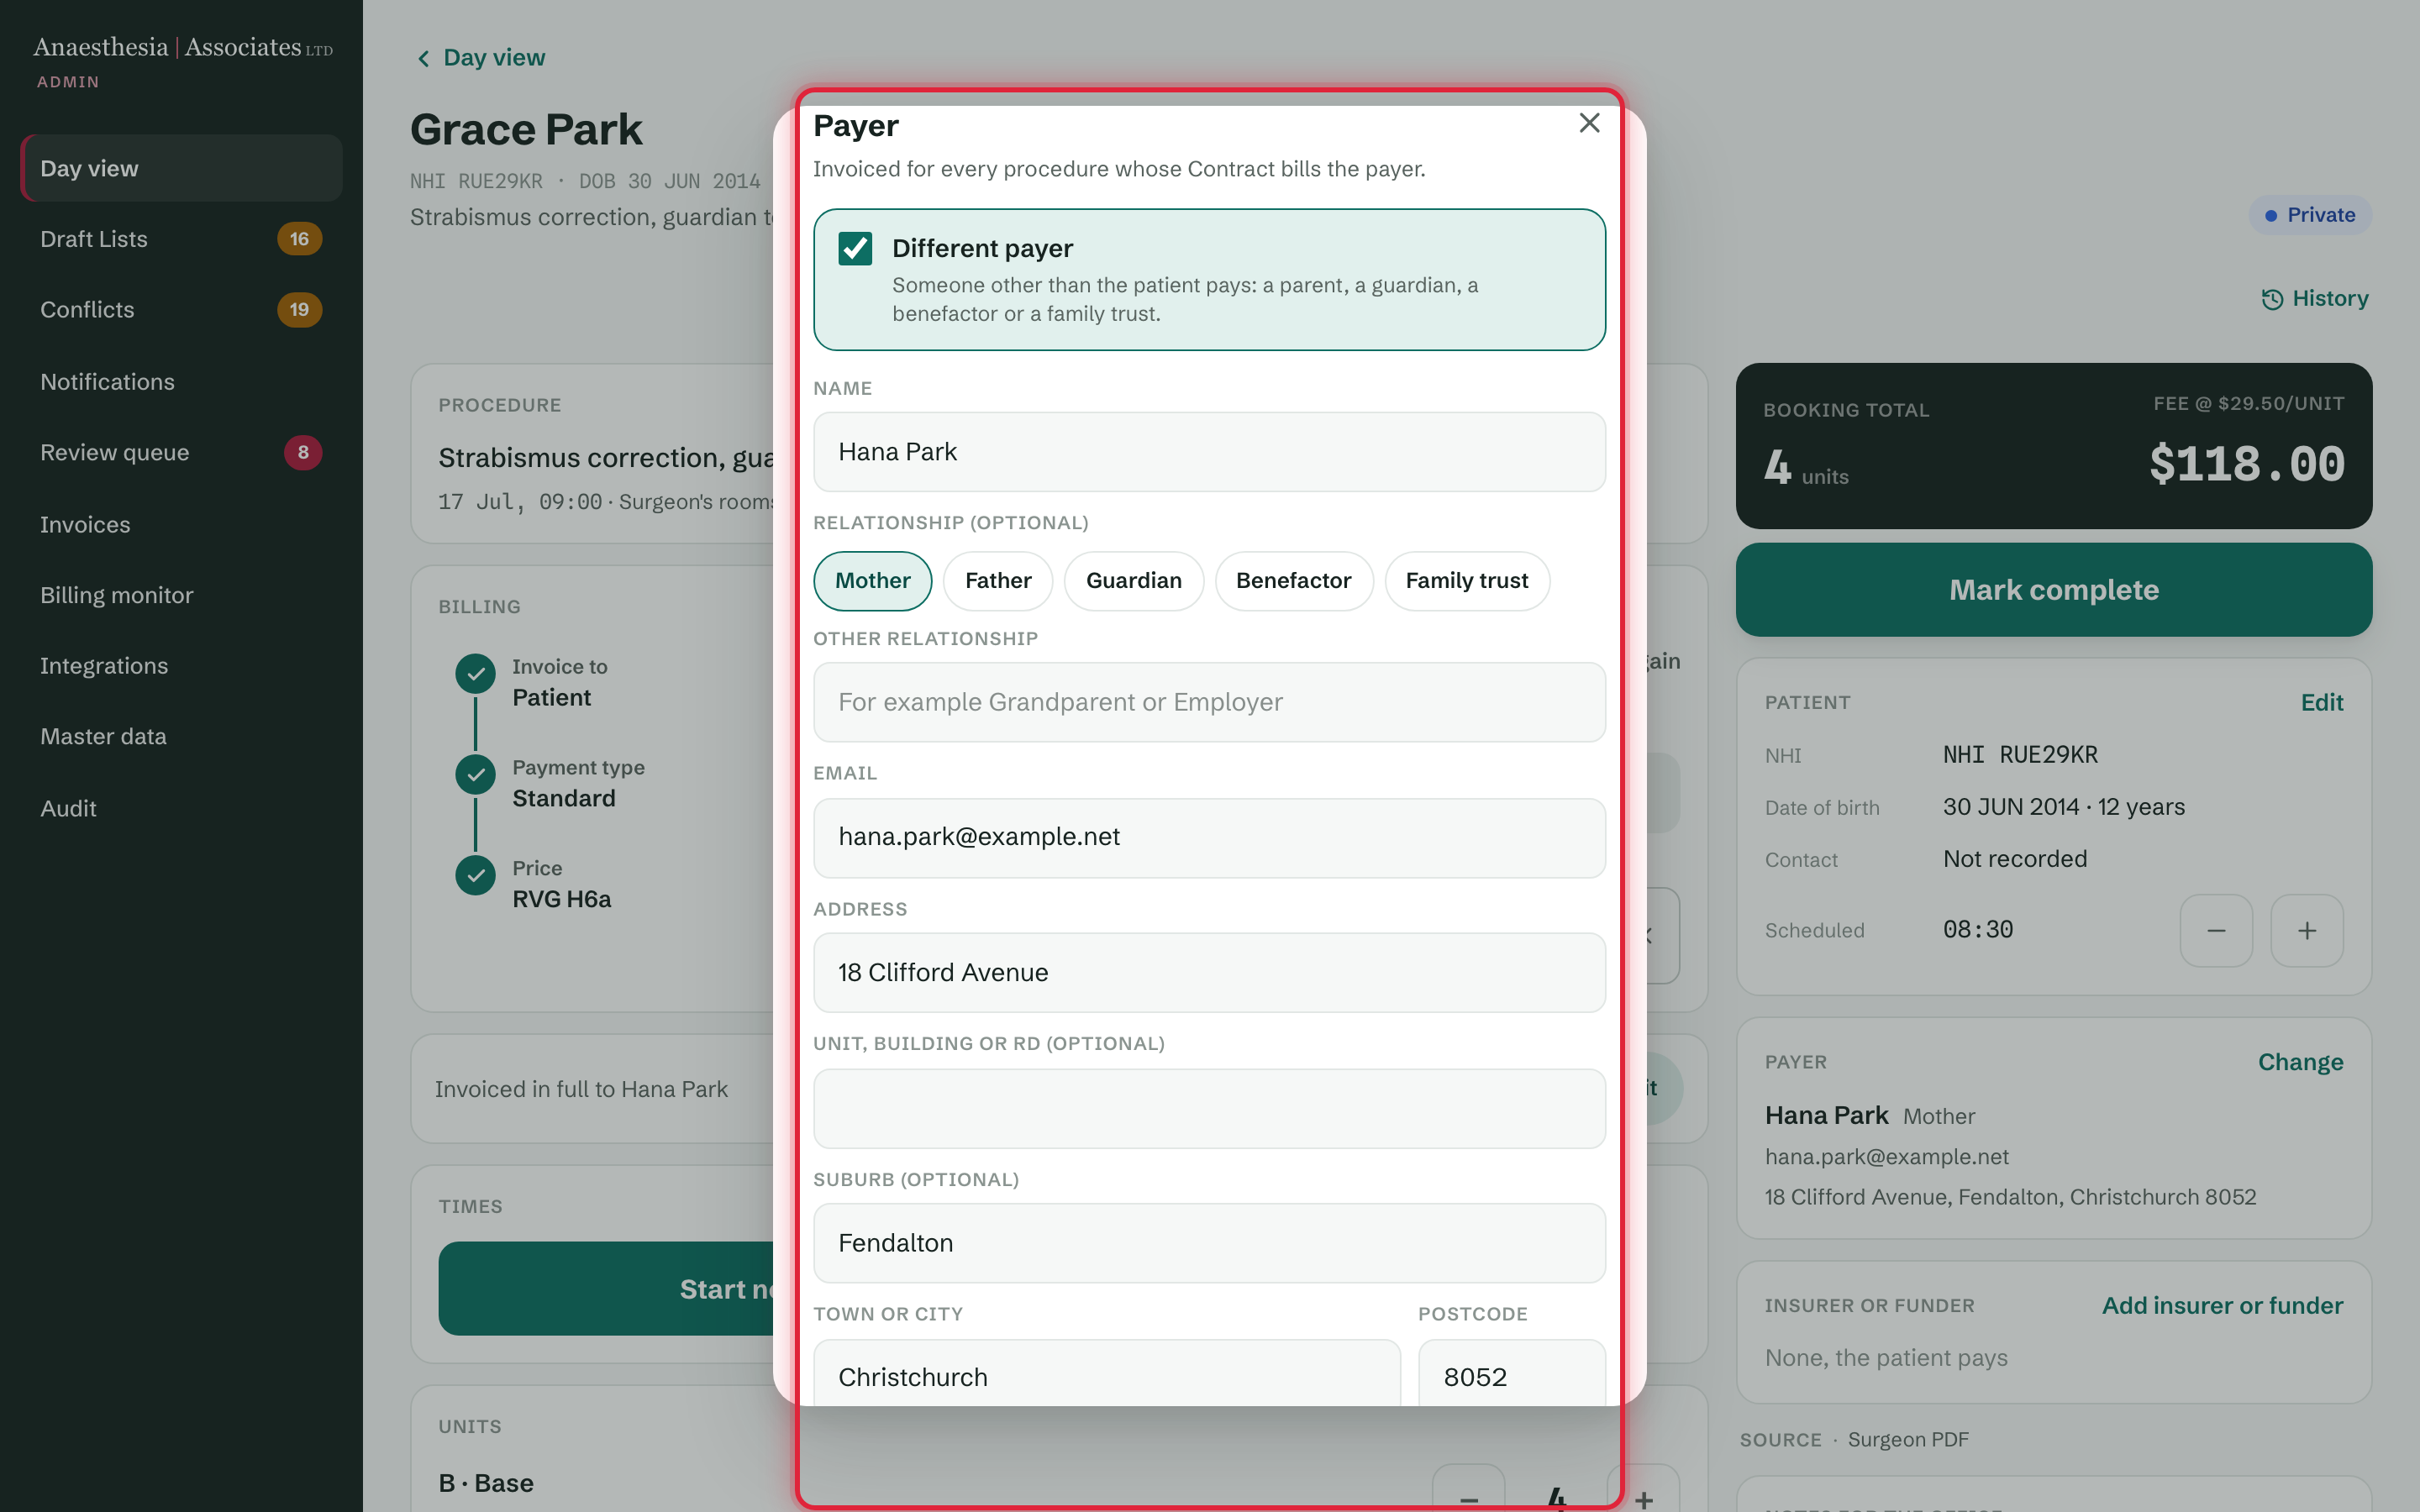 Anaesthesia | Associates LTD
ADMIN
Day view
Draft Lists 16
Conflicts 19
Notifications
Review queue 8
Invoices
Billing monitor
Integrations
Master data
Audit
Day view
Grace Park
NHI RUE29KR · DOB 30 JUN 2014
Strabismus correction, guardian
Private
History
PROCEDURE
Strabismus correction,
17 Jul, 09:00 · Surgeon's rooms
BILLING
Invoice to
Patient
Payment type
Standard
Price
RVG H6a
Invoiced in full to Hana Park
TIMES
Start
UNITS
B · Base
4
Payer
Invoiced for every procedure whose Contract bills the payer.
Different payer
Someone other than the patient pays: a parent, a guardian, a
benefactor or a family trust.
NAME
Hana Park
RELATIONSHIP (OPTIONAL)
Mother Father Guardian Benefactor Family trust
OTHER RELATIONSHIP
For example Grandparent or Employer
EMAIL
hana.park@example.net
ADDRESS
18 Clifford Avenue
UNIT, BUILDING OR RD (OPTIONAL)
SUBURB (OPTIONAL)
Fendalton
TOWN OR CITY POSTCODE
Christchurch 8052
BOOKING TOTAL FEE @ $29.50/UNIT
4 units $118.00
Mark complete
PATIENT Edit
NHI NHI RUE29KR
Date of birth 30 JUN 2014 · 12 years
Contact Not recorded
Scheduled 08:30
PAYER Change
Hana Park Mother
hana.park@example.net
18 Clifford Avenue, Fendalton, Christchurch 8052
INSURER OR FUNDER Add insurer or funder
None, the patient pays
SOURCE · Surgeon PDF